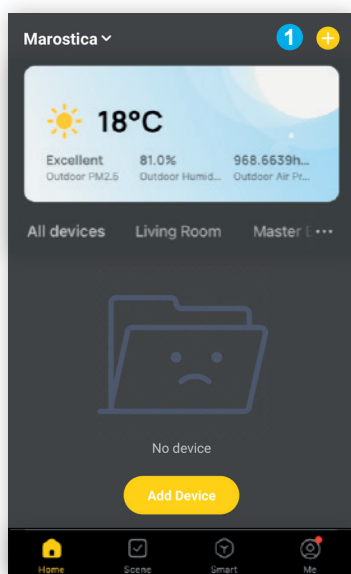 Marostica
1
18°C
Excellent 81.0% 968.6639h...
Outdoor PM2.5 Outdoor Humid... Outdoor Air Pr...
All devices Living Room Master
No device
Add Device
Home Scene Smart Me